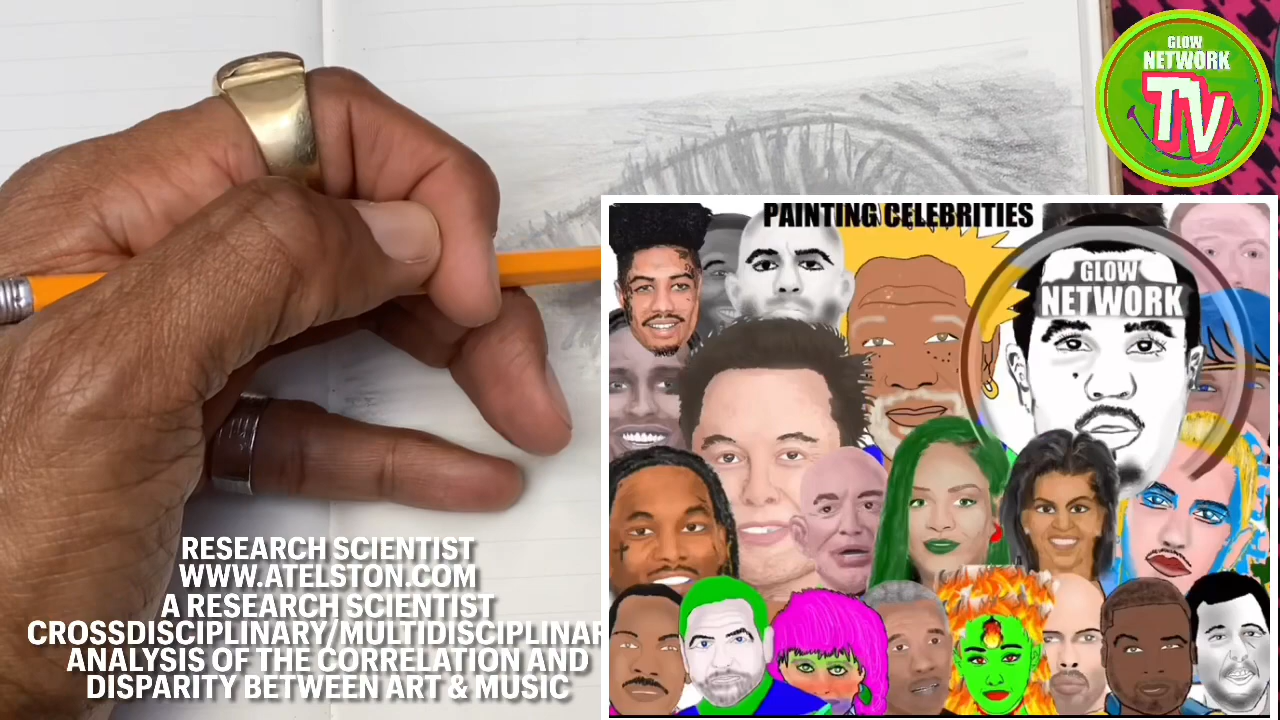 GLOW
NETWORK
TV
PAINTING CELEBRITIES
GLOW
NETWORK
RESEARCH SCIENTIST
WWW.ATELSTON.COM
A RESEARCH SCIENTIST
CROSSDISCIPLINARY/MULTIDISCIPLINAR
ANALYSIS OF THE CORRELATION AND
DISPARITY BETWEEN ART & MUSIC